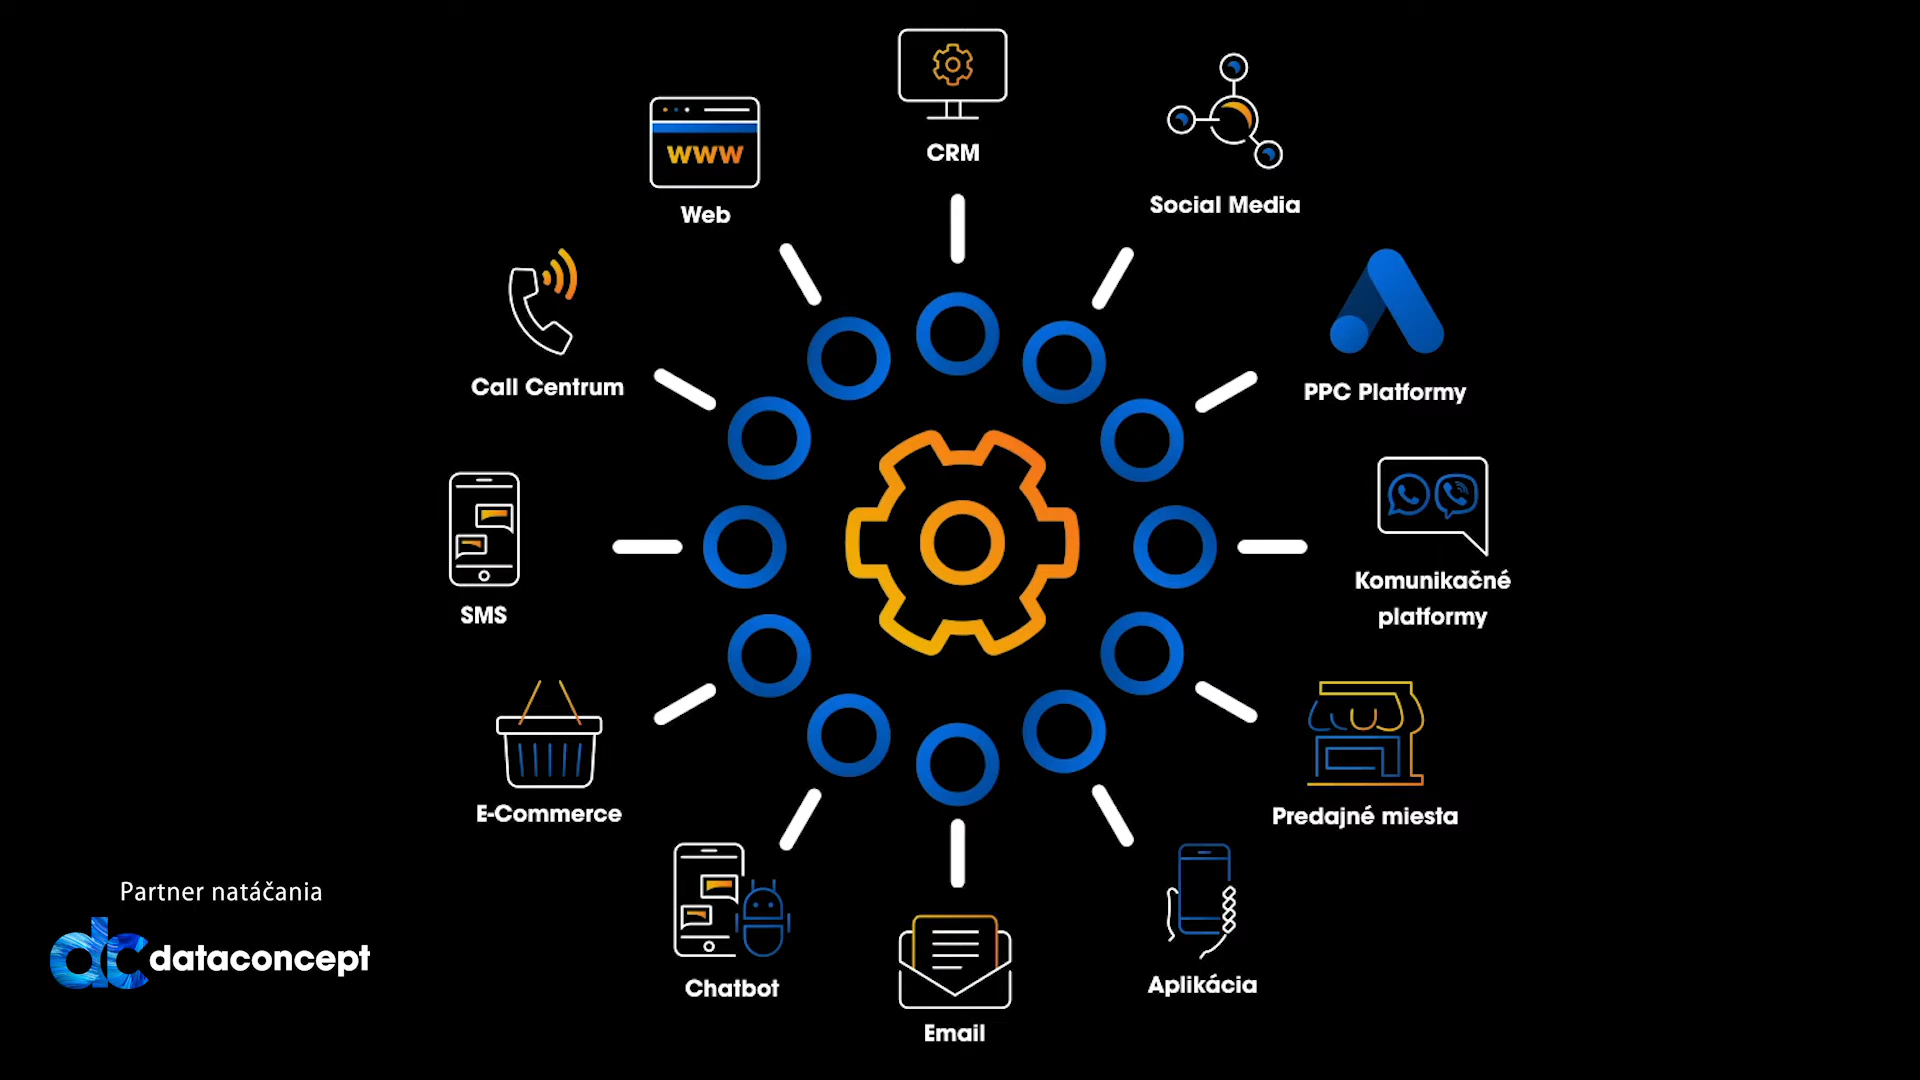 CRM
www
Web
Social Media
Call Centrum
PPC Platformy
SMS
Komunikačné
platformy
E-Commerce
Predajné miesta
Chatbot
Aplikácia
Email
Partner natáčania
dc dataconcept